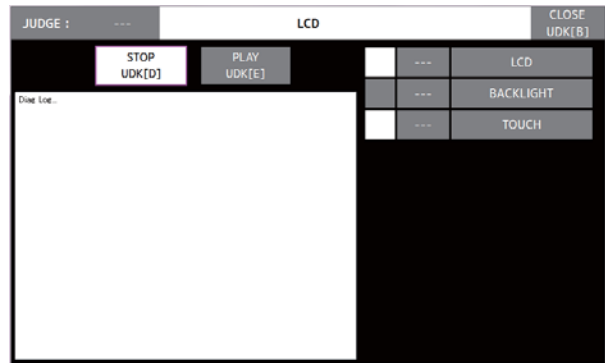 JUDGE : --- LCD CLOSE
UDK[B]
STOP
UDK[D]
PLAY
UDK[E]
--- LCD
--- BACKLIGHT
--- TOUCH
Diag Log...